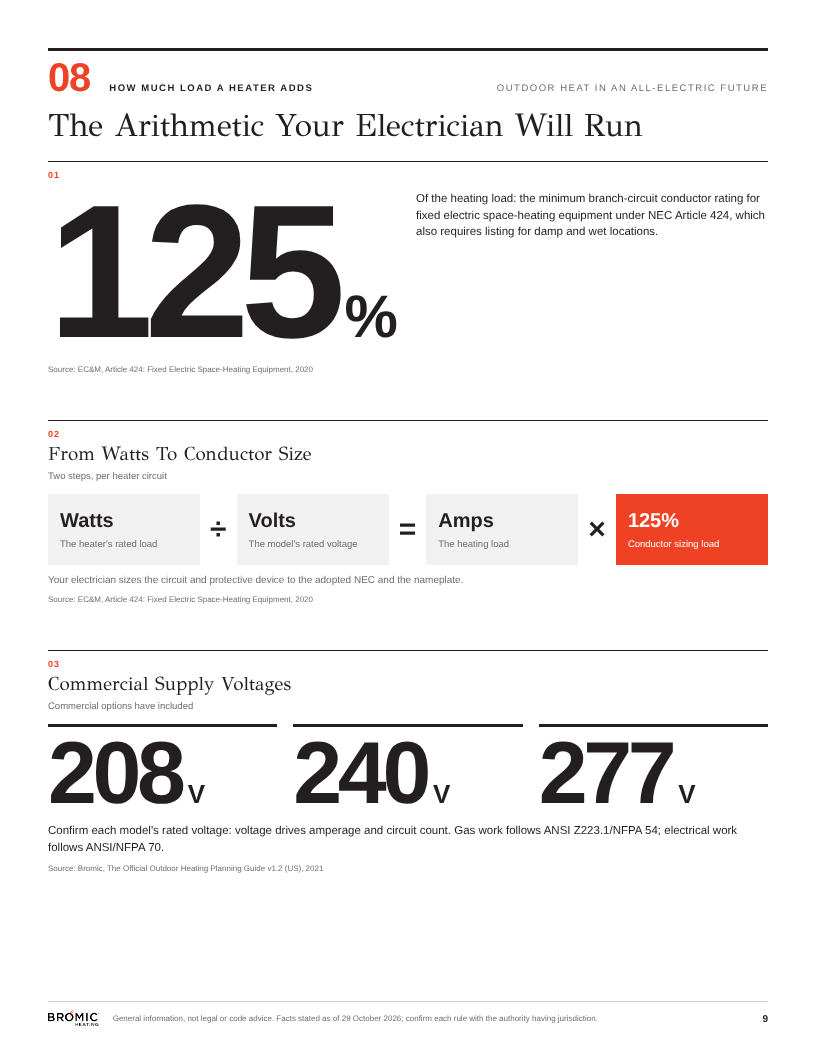 08 HOW MUCH LOAD A HEATER ADDS OUTDOOR HEAT IN AN ALL-ELECTRIC FUTURE
The Arithmetic Your Electrician Will Run
01
125%
Of the heating load: the minimum branch-circuit conductor rating for
fixed electric space-heating equipment under NEC Article 424, which
also requires listing for damp and wet locations.
Source: EC&M, Article 424: Fixed Electric Space-Heating Equipment, 2020
02
From Watts To Conductor Size
Two steps, per heater circuit
Watts ÷ Volts = Amps × 125%
The heater's rated load The model's rated voltage The heating load Conductor sizing load
Your electrician sizes the circuit and protective device to the adopted NEC and the nameplate.
Source: EC&M, Article 424: Fixed Electric Space-Heating Equipment, 2020
03
Commercial Supply Voltages
Commercial options have included
208 V 240 V 277 V
Confirm each model's rated voltage: voltage drives amperage and circuit count. Gas work follows ANSI Z223.1/NFPA 54; electrical work
follows ANSI/NFPA 70.
Source: Bromic, The Official Outdoor Heating Planning Guide v1.2 (US), 2021
BROMIC
HEATING
General information, not legal or code advice. Facts stated as of 29 October 2026; confirm each rule with the authority having jurisdiction. 9